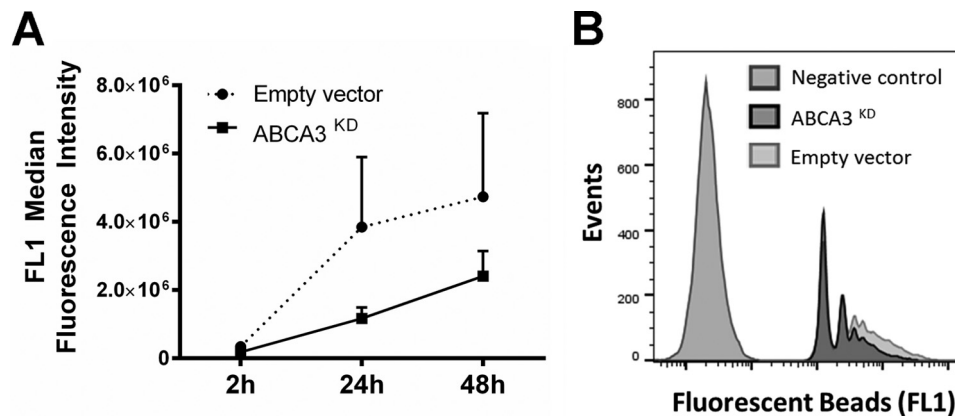 A
FL1 Median
Fluorescence Intensity
8.0×10⁶
6.0×10⁶
4.0×10⁶
2.0×10⁶
0
Empty vector
ABCA3 KD
2h 24h 48h
B
Events
800
600
400
200
0
Negative control
ABCA3 KD
Empty vector
Fluorescent Beads (FL1)